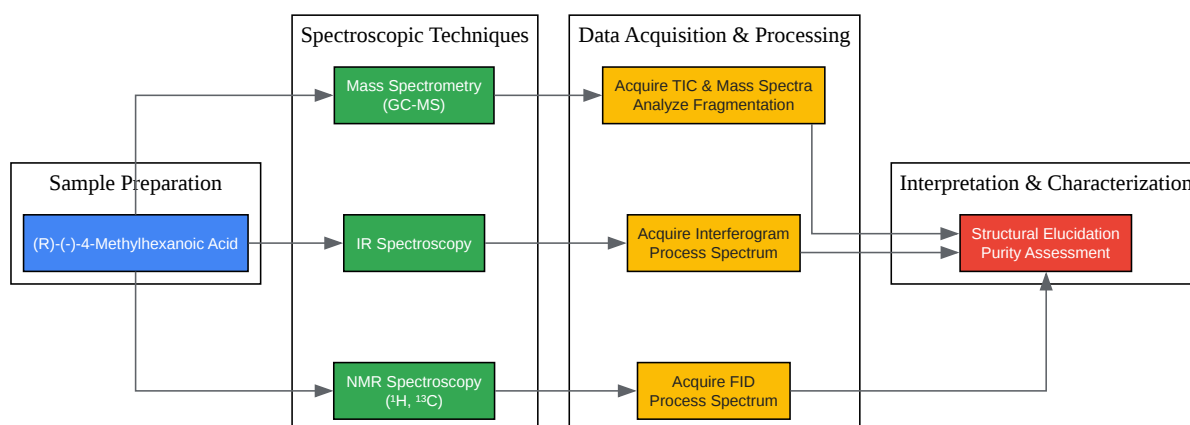 Sample Preparation
(R)-(-)-4-Methylhexanoic Acid
Spectroscopic Techniques
Mass Spectrometry
(GC-MS)
IR Spectroscopy
NMR Spectroscopy
(¹H, ¹³C)
Data Acquisition & Processing
Acquire TIC & Mass Spectra
Analyze Fragmentation
Acquire Interferogram
Process Spectrum
Acquire FID
Process Spectrum
Interpretation & Characterization
Structural Elucidation
Purity Assessment